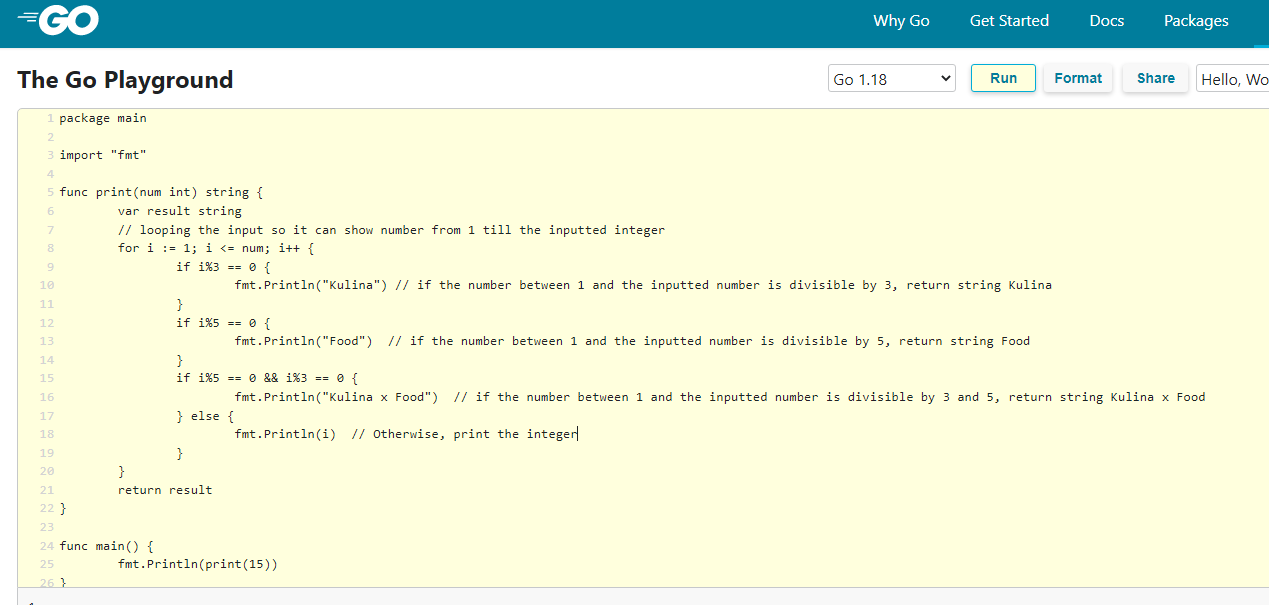 GO
Why Go Get Started Docs Packages
The Go Playground
Go 1.18 Run Format Share Hello, Wo
1 package main
2
3 import "fmt"
4
5 func print(num int) string {
6 var result string
7 // looping the input so it can show number from 1 till the inputted integer
8 for i := 1; i <= num; i++ {
9 if i%3 == 0 {
10 fmt.Println("Kulina") // if the number between 1 and the inputted number is divisible by 3, return string Kulina
11 }
12 if i%5 == 0 {
13 fmt.Println("Food")  // if the number between 1 and the inputted number is divisible by 5, return string Food
14 }
15 if i%5 == 0 && i%3 == 0 {
16 fmt.Println("Kulina x Food")  // if the number between 1 and the inputted number is divisible by 3 and 5, return string Kulina x Food
17 } else {
18 fmt.Println(i)  // Otherwise, print the integer
19 }
20 }
21 return result
22 }
23
24 func main() {
25 fmt.Println(print(15))
26 }